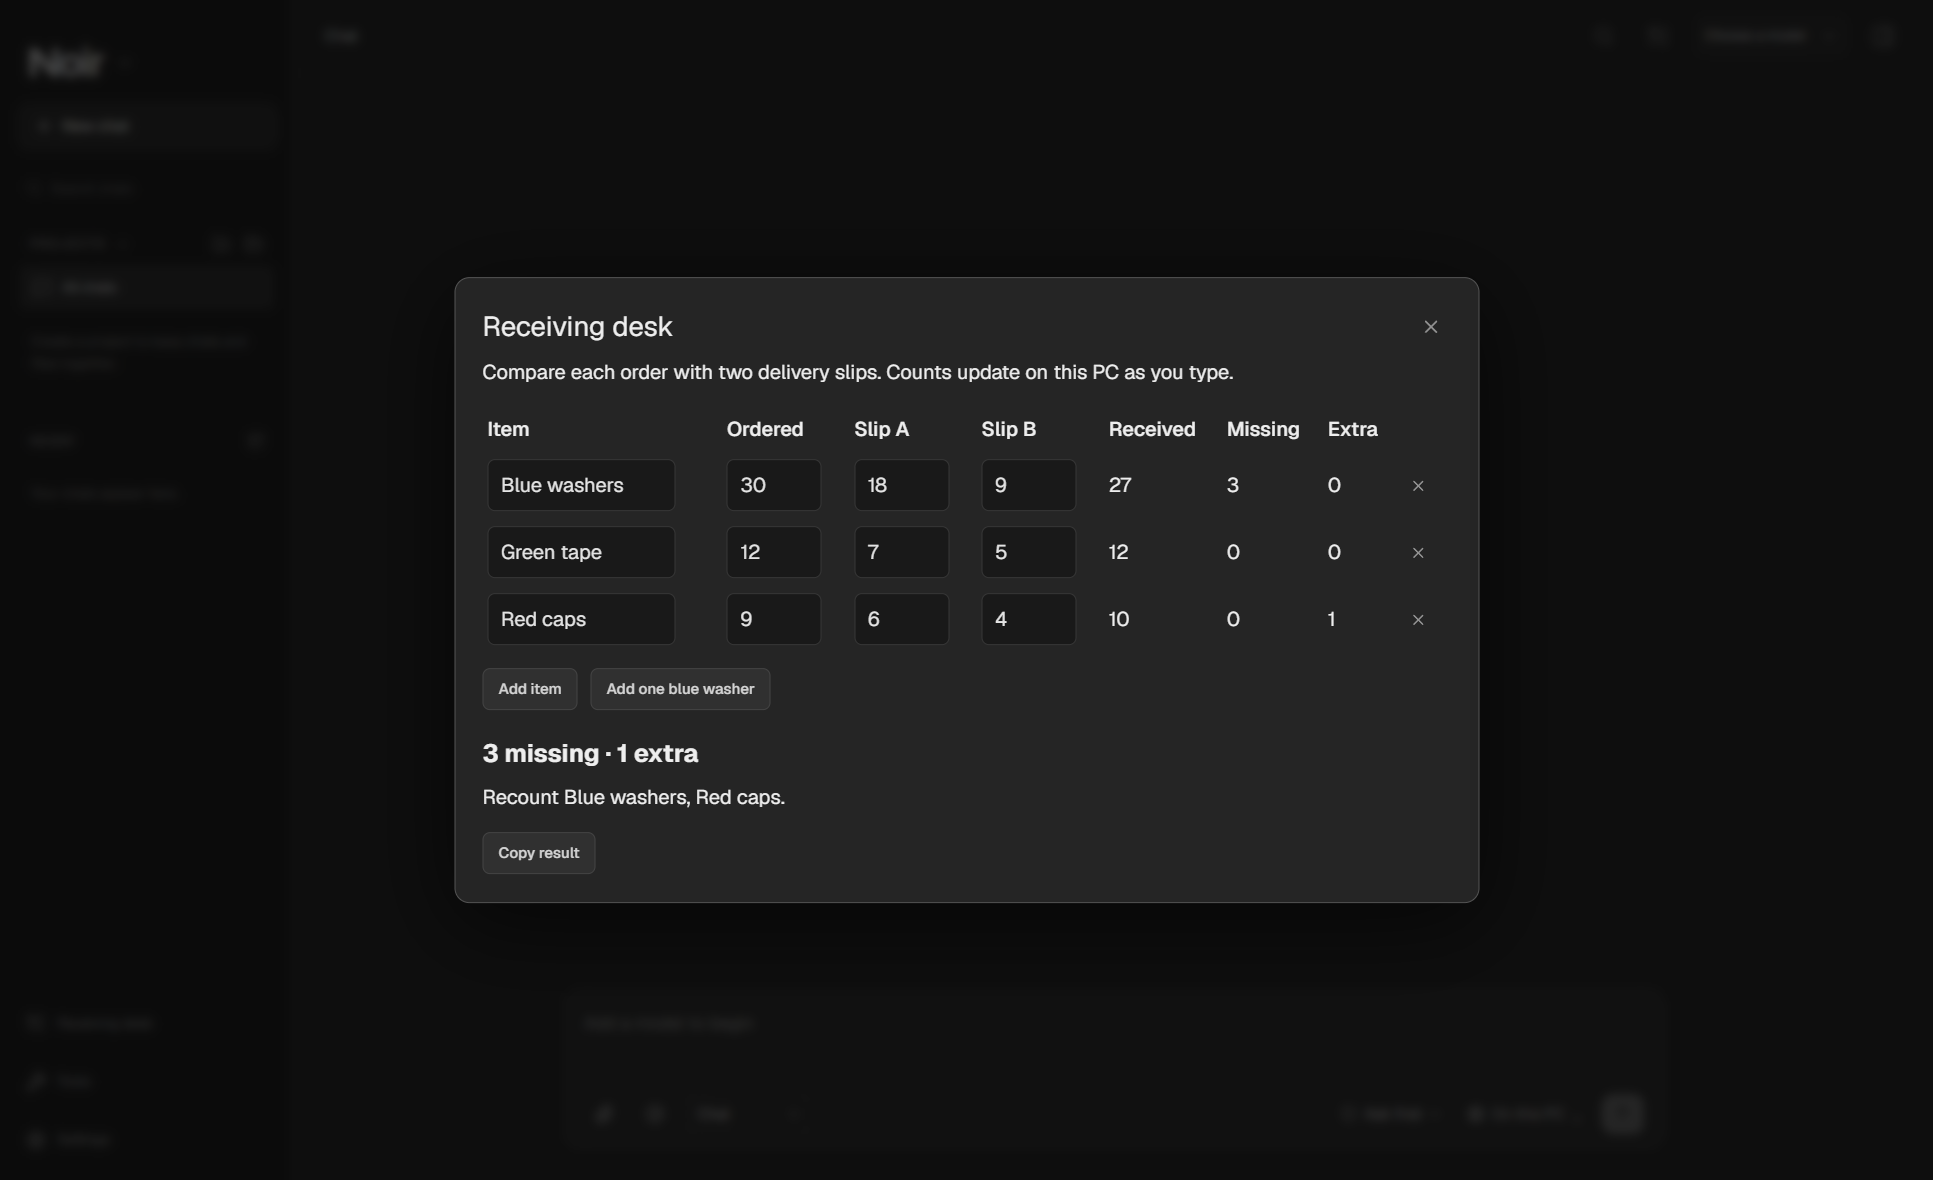 Noir
New chat
Receiving desk
Compare each order with two delivery slips. Counts update on this PC as you type.
Item Ordered Slip A Slip B Received Missing Extra
Blue washers 30 18 9 27 3 0
Green tape 12 7 5 12 0 0
Red caps 9 6 4 10 0 1
Add item Add one blue washer
3 missing · 1 extra
Recount Blue washers, Red caps.
Copy result